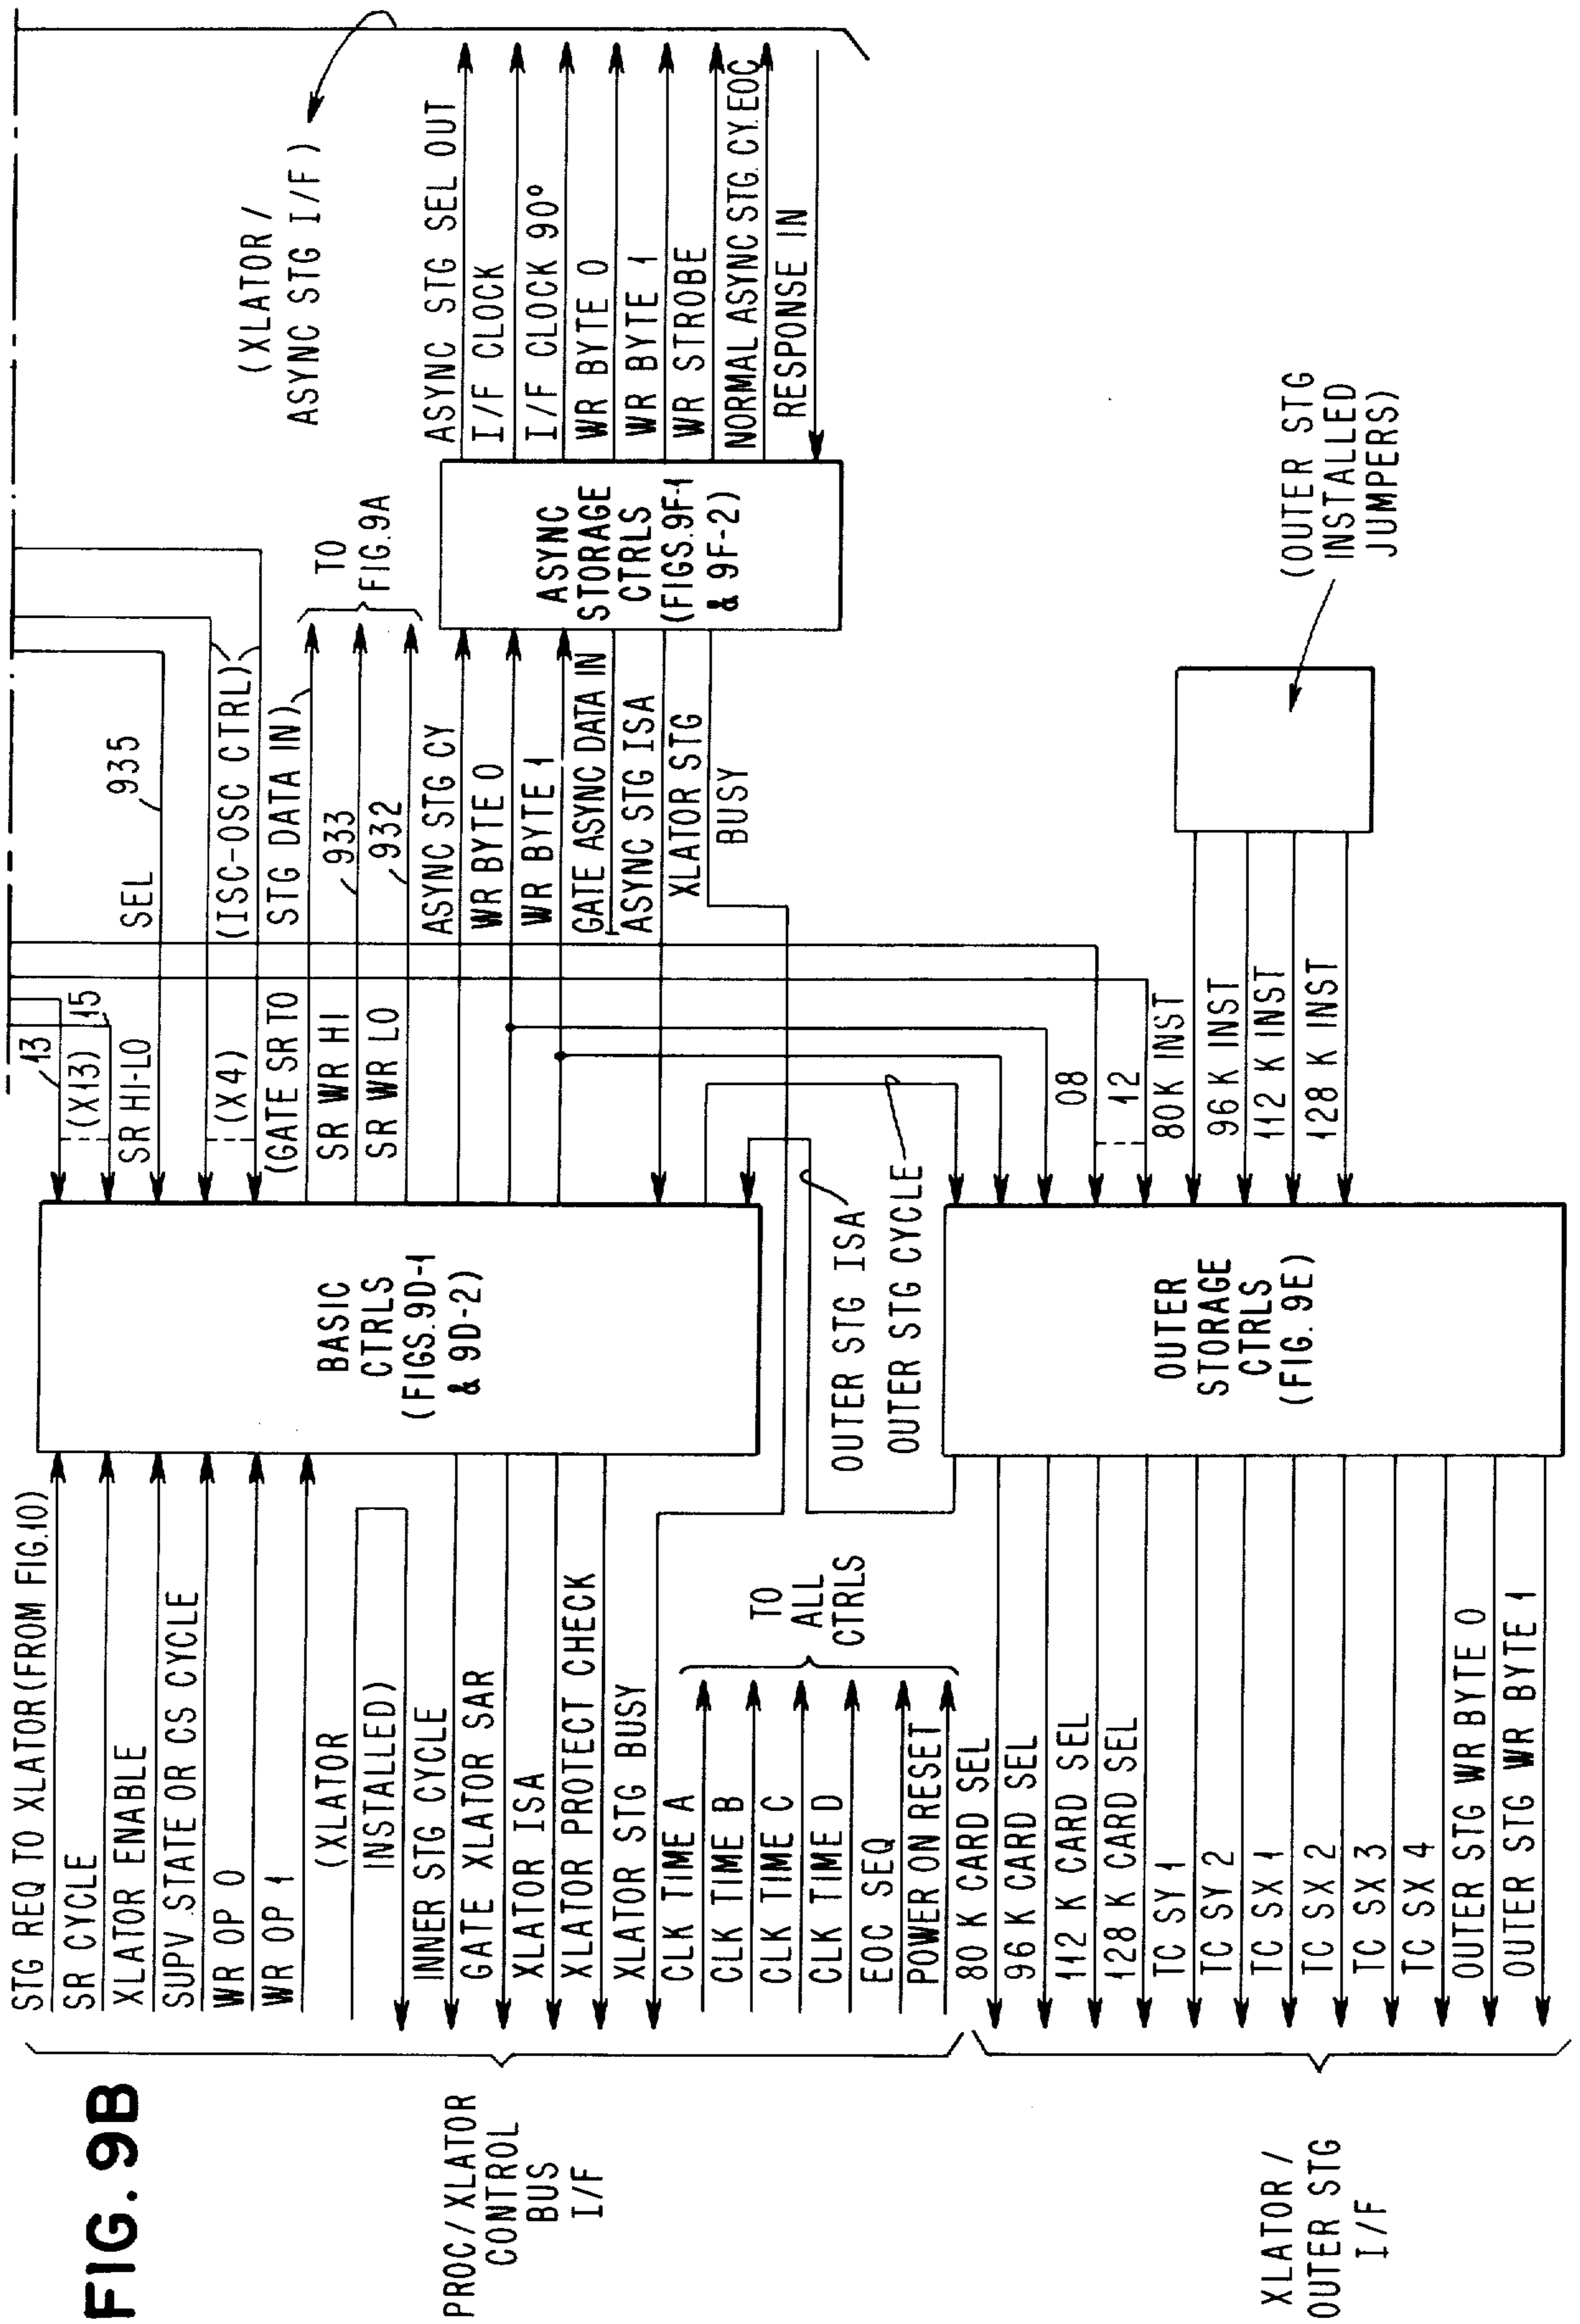 FIG. 9B
PROC/XLATOR
CONTROL
BUS
I/F
STG REQ TO XLATOR(FROM FIG.10)
SR CYCLE
XLATOR ENABLE
SUPV STATE OR CS CYCLE
WR OP 0
WR OP 1
(XLATOR
INSTALLED)
INNER STG CYCLE
GATE XLATOR SAR
XLATOR ISA
XLATOR PROTECT CHECK
XLATOR STG BUSY
CLK TIME A
CLK TIME B
CLK TIME C
CLK TIME D
EOC SEQ
POWER ON RESET
TO
ALL
CTRLS
XLATOR/
OUTER STG
I/F
80 K CARD SEL
96 K CARD SEL
112 K CARD SEL
128 K CARD SEL
TC SY 1
TC SY 2
TC SX 1
TC SX 2
TC SX 3
TC SX 4
OUTER STG WR BYTE 0
OUTER STG WR BYTE 1
BASIC
CTRLS
(FIGS.9D-1
& 9D-2)
OUTER STG ISA
OUTER STG CYCLE
OUTER
STORAGE
CTRLS
(FIG. 9E)
13
(X13)
15
SR HI-LO SEL
935
(X4)
(ISC-OSC CTRL)
(GATE SR TO STG DATA IN)
SR WR HI
933
SR WR LO
932
TO
FIG.9A
ASYNC STG CY
WR BYTE 0
WR BYTE 1
GATE ASYNC DATA IN
ASYNC STG ISA
XLATOR STG
BUSY
08
12
80K INST
96 K INST
112 K INST
128 K INST
(OUTER STG
INSTALLED
JUMPERS)
ASYNC
STORAGE
CTRLS
(FIGS.9F-1
& 9F-2)
(XLATOR/
ASYNC STG I/F)
ASYNC STG SEL OUT
I/F CLOCK
I/F CLOCK 90°
WR BYTE 0
WR BYTE 1
WR STROBE
NORMAL ASYNC STG. CY. EOC
RESPONSE IN